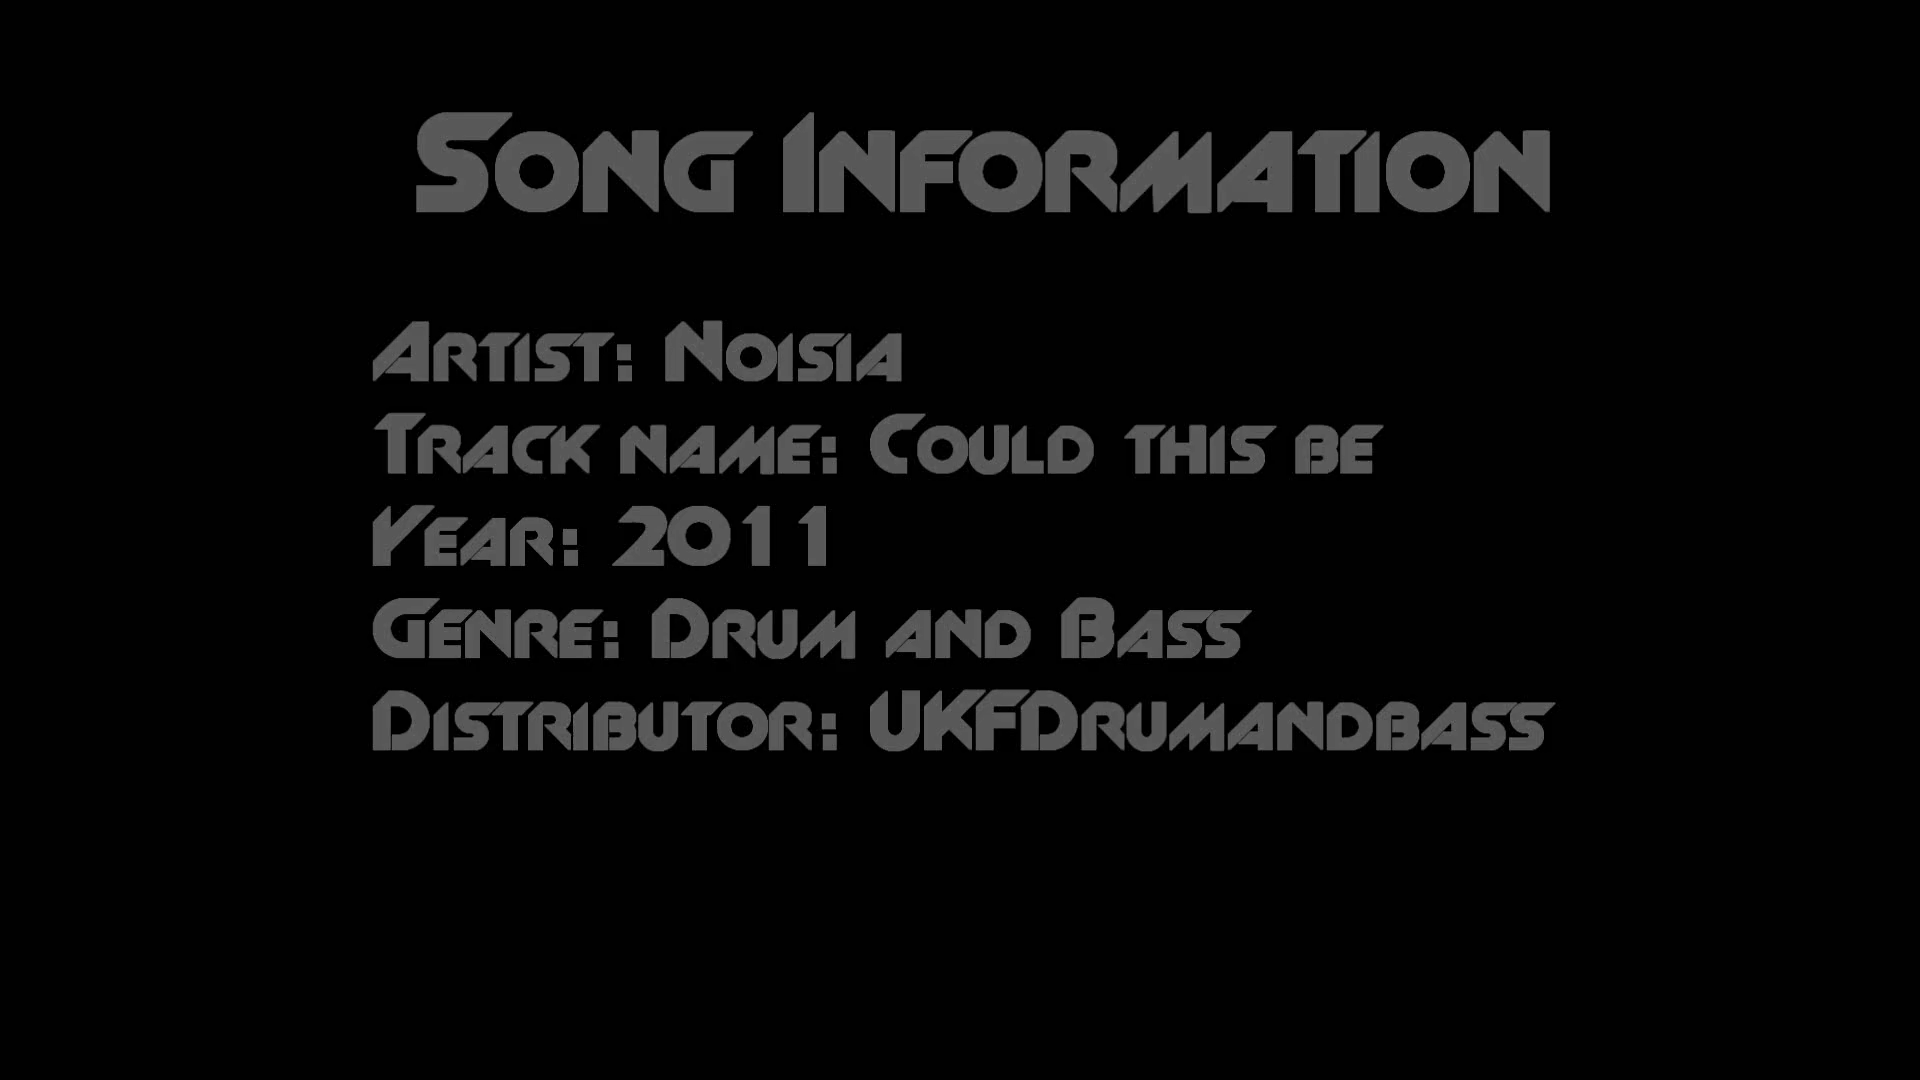 Song Information
Artist: Noisia
Track name: Could this be
Year: 2011
Genre: Drum and Bass
Distributor: UKFDrumandbass